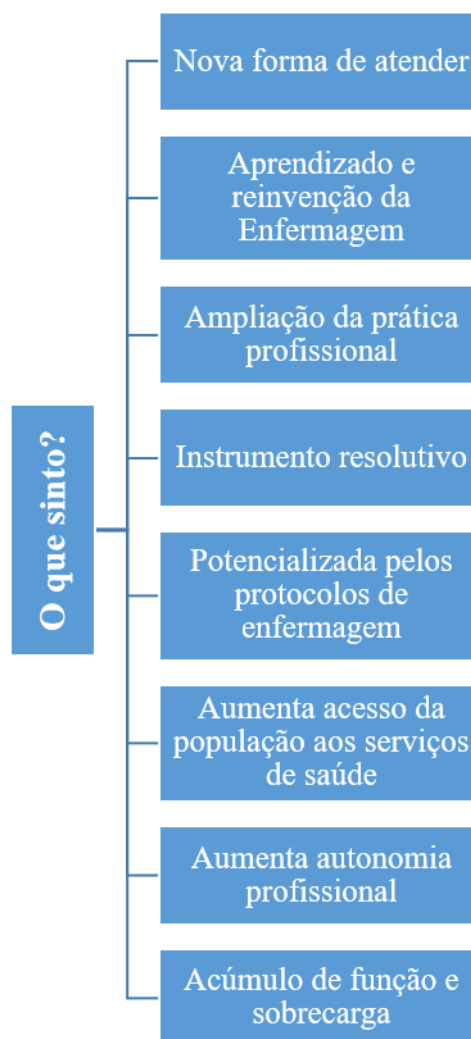 O que sinto?
Nova forma de atender
Aprendizado e
reinvenção da
Enfermagem
Ampliação da prática
profissional
Instrumento resolutivo
Potencializada pelos
protocolos de
enfermagem
Aumenta acesso da
população aos serviços
de saúde
Aumenta autonomia
profissional
Acúmulo de função e
sobrecarga